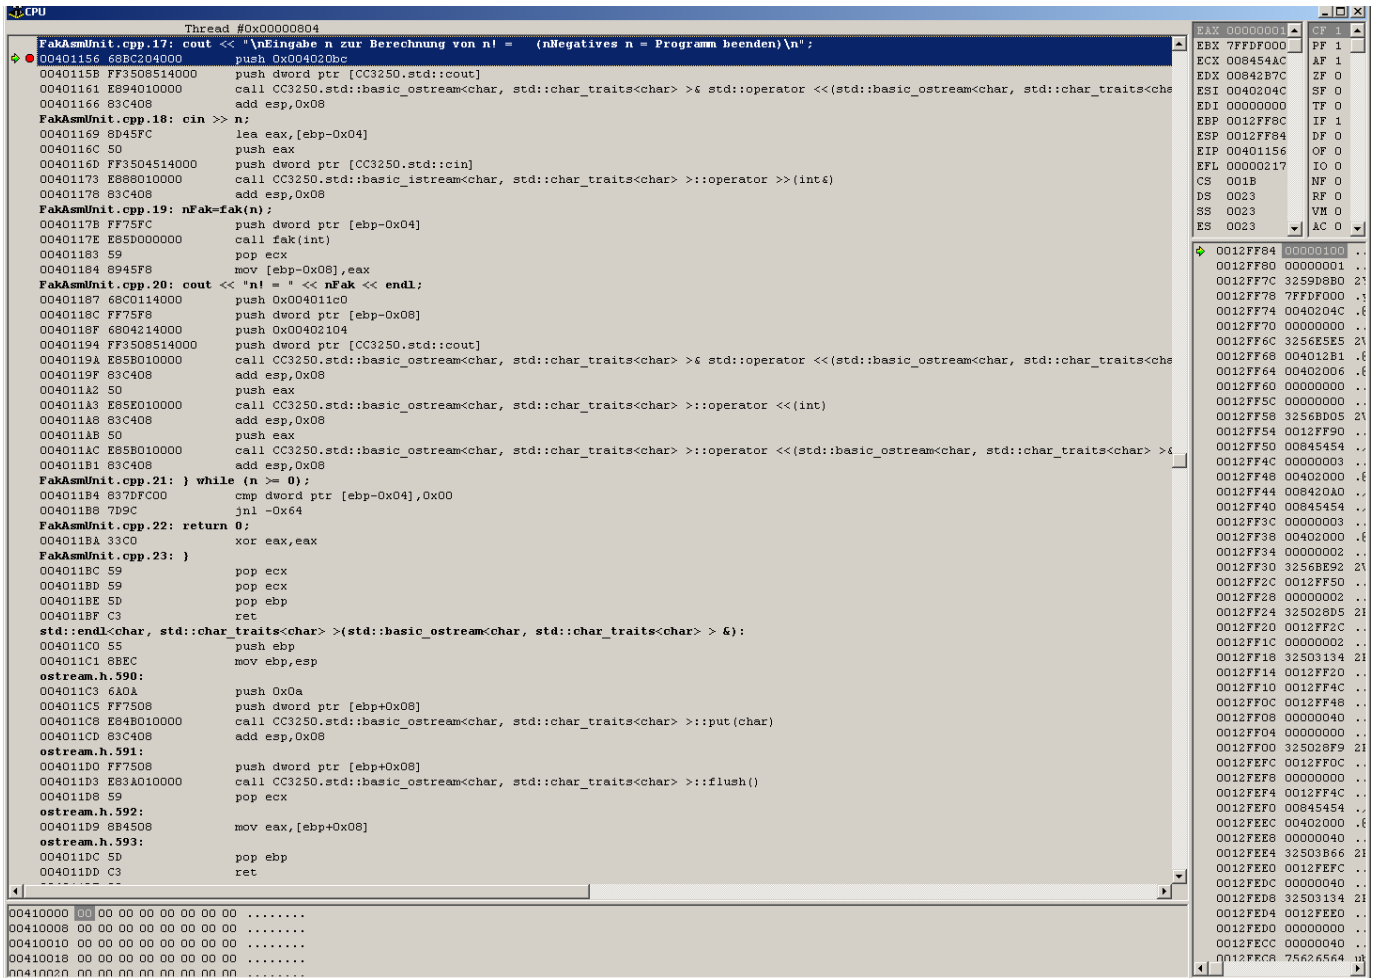 CPU
Thread #0x00000804
FakAsmUnit.cpp.17: cout << "\nEingabe n zur Berechnung von n! =   (nNegatives n = Programm beenden)\n";
00401156 68BC204000 push 0x004020bc
0040115B FF3508514000 push dword ptr [CC3250.std::cout]
00401161 E894010000 call CC3250.std::basic_ostream<char, std::char_traits<char> >& std::operator <<(std::basic_ostream<char, std::char_traits<cha
00401166 83C408 add esp,0x08
FakAsmUnit.cpp.18: cin >> n;
00401169 8D45FC lea eax,[ebp-0x04]
0040116C 50 push eax
0040116D FF3504514000 push dword ptr [CC3250.std::cin]
00401173 E888010000 call CC3250.std::basic_istream<char, std::char_traits<char> >::operator >>(int&)
00401178 83C408 add esp,0x08
FakAsmUnit.cpp.19: nFak=fak(n);
0040117B FF75FC push dword ptr [ebp-0x04]
0040117E E85D000000 call fak(int)
00401183 59 pop ecx
00401184 8945F8 mov [ebp-0x08],eax
FakAsmUnit.cpp.20: cout << "n! = " << nFak << endl;
00401187 68C0114000 push 0x004011c0
0040118C FF75F8 push dword ptr [ebp-0x08]
0040118F 6804214000 push 0x00402104
00401194 FF3508514000 push dword ptr [CC3250.std::cout]
0040119A E85B010000 call CC3250.std::basic_ostream<char, std::char_traits<char> >& std::operator <<(std::basic_ostream<char, std::char_traits<cha
0040119F 83C408 add esp,0x08
004011A2 50 push eax
004011A3 E85E010000 call CC3250.std::basic_ostream<char, std::char_traits<char> >::operator <<(int)
004011A8 83C408 add esp,0x08
004011AB 50 push eax
004011AC E85B010000 call CC3250.std::basic_ostream<char, std::char_traits<char> >::operator <<(std::basic_ostream<char, std::char_traits<char> >&
004011B1 83C408 add esp,0x08
FakAsmUnit.cpp.21: } while (n >= 0);
004011B4 837DFC00 cmp dword ptr [ebp-0x04],0x00
004011B8 7D9C jnl -0x64
FakAsmUnit.cpp.22: return 0;
004011BA 33C0 xor eax,eax
FakAsmUnit.cpp.23: }
004011BC 59 pop ecx
004011BD 59 pop ecx
004011BE 5D pop ebp
004011BF C3 ret
std::endl<char, std::char_traits<char> >(std::basic_ostream<char, std::char_traits<char> > &):
004011C0 55 push ebp
004011C1 8BEC mov ebp,esp
ostream.h.590:
004011C3 6A0A push 0x0a
004011C5 FF7508 push dword ptr [ebp+0x08]
004011C8 E84B010000 call CC3250.std::basic_ostream<char, std::char_traits<char> >::put(char)
004011CD 83C408 add esp,0x08
ostream.h.591:
004011D0 FF7508 push dword ptr [ebp+0x08]
004011D3 E83A010000 call CC3250.std::basic_ostream<char, std::char_traits<char> >::flush()
004011D8 59 pop ecx
ostream.h.592:
004011D9 8B4508 mov eax,[ebp+0x08]
ostream.h.593:
004011DC 5D pop ebp
004011DD C3 ret
00410000 00 00 00 00 00 00 00 00 ........
00410008 00 00 00 00 00 00 00 00 ........
00410010 00 00 00 00 00 00 00 00 ........
00410018 00 00 00 00 00 00 00 00 ........
00410020 00 00 00 00 00 00 00 00 ........
EAX 00000001
EBX 7FFDF000
ECX 008454AC
EDX 00842B7C
ESI 0040204C
EDI 00000000
EBP 0012FF8C
ESP 0012FF84
EIP 00401156
EFL 00000217
CS 001B
DS 0023
SS 0023
ES 0023
CF 1
PF 1
AF 1
ZF 0
SF 0
TF 0
IF 1
DF 0
OF 0
IO 0
NF 0
RF 0
VM 0
AC 0
0012FF84 00000100 ..
0012FF80 00000001 ..
0012FF7C 3259D8B0 2Y
0012FF78 7FFDF000 .
0012FF74 0040204C .
0012FF70 00000000 ..
0012FF6C 3256E5E5 2V
0012FF68 004012B1 .
0012FF64 00402006 .
0012FF60 00000000 ..
0012FF5C 00000000 ..
0012FF58 3256BD05 2V
0012FF54 0012FF90 ..
0012FF50 00845454 .
0012FF4C 00000003 ..
0012FF48 00402000 .
0012FF44 008420A0 .
0012FF40 00845454 .
0012FF3C 00000003 ..
0012FF38 00402000 .
0012FF34 00000002 ..
0012FF30 3256BE92 2V
0012FF2C 0012FF50 ..
0012FF28 00000002 ..
0012FF24 325028D5 2
0012FF20 0012FF2C ..
0012FF1C 00000002 ..
0012FF18 32503134 2
0012FF14 0012FF20 ..
0012FF10 0012FF4C ..
0012FF0C 0012FF48 ..
0012FF08 00000040 ..
0012FF04 00000000 ..
0012FF00 325028F9 2
0012FEFC 0012FF0C ..
0012FEF8 00000000 ..
0012FEF4 0012FF4C ..
0012FEF0 00845454 .
0012FEEC 00402000 .
0012FEE8 00000040 ..
0012FEE4 32503B66 2
0012FEE0 0012FEFC ..
0012FEDC 00000040 ..
0012FED8 32503134 2
0012FED4 0012FEE0 ..
0012FED0 00000000 ..
0012FECC 00000040 ..
0012FEC8 75626564